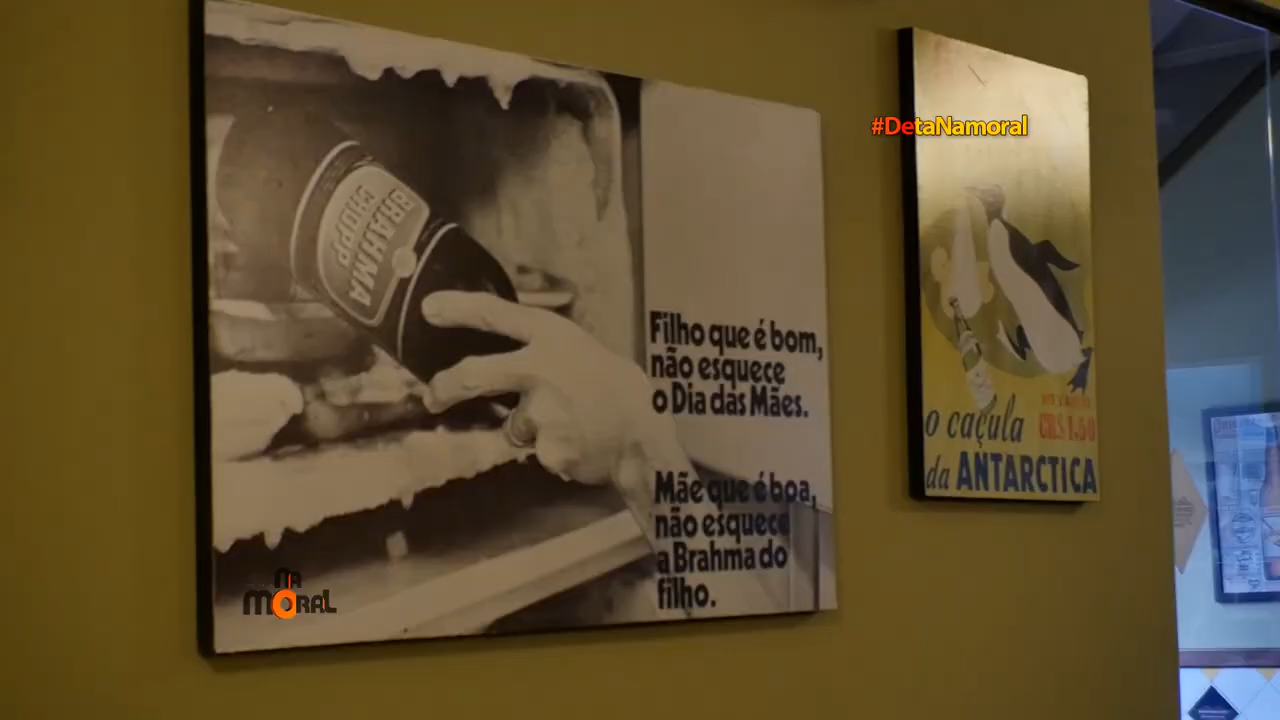 BRAHMA
CHOPP
Filho que é bom,
não esquece
o Dia das Mães.
Mãe que é boa,
não esquece
a Brahma do
filho.
#DetaNamoral
o caçula
CR$ 1.50
da ANTARCTICA
NA
MORAL